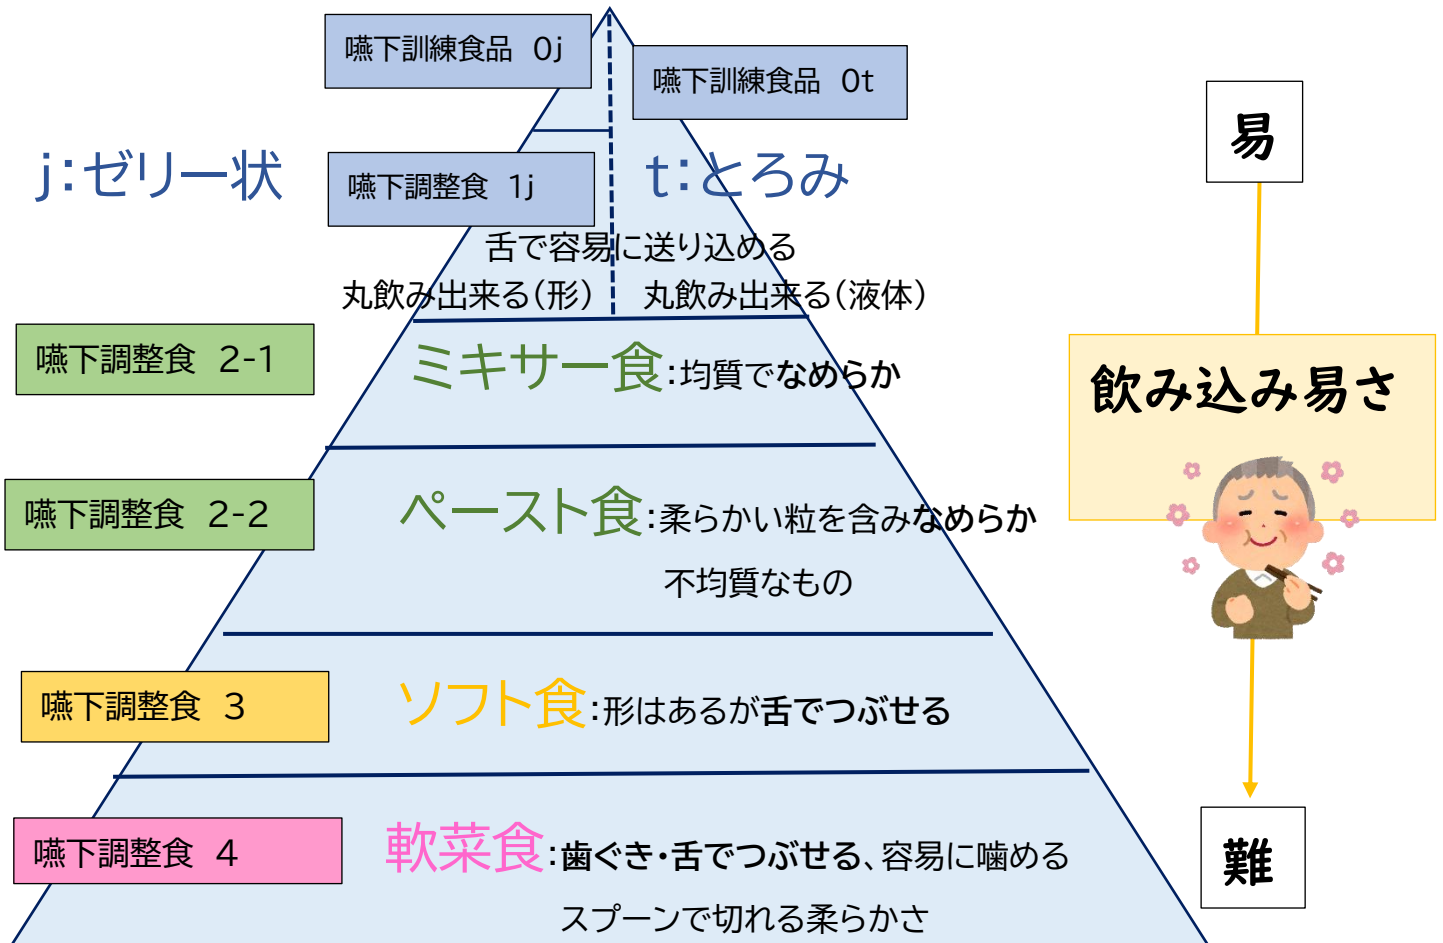 嚥下訓練食品　0j
嚥下訓練食品　0t
j：ゼリー状
嚥下調整食　1j
t：とろみ
舌で容易に送り込める
丸飲み出来る（形）
丸飲み出来る（液体）
嚥下調整食　2-1
ミキサー食：均質でなめらか
嚥下調整食　2-2
ペースト食：柔らかい粒を含みなめらか
不均質なもの
嚥下調整食　3
ソフト食：形はあるが舌でつぶせる
嚥下調整食　4
軟菜食：歯ぐき・舌でつぶせる、容易に噛める
スプーンで切れる柔らかさ
易
飲み込み易さ
難